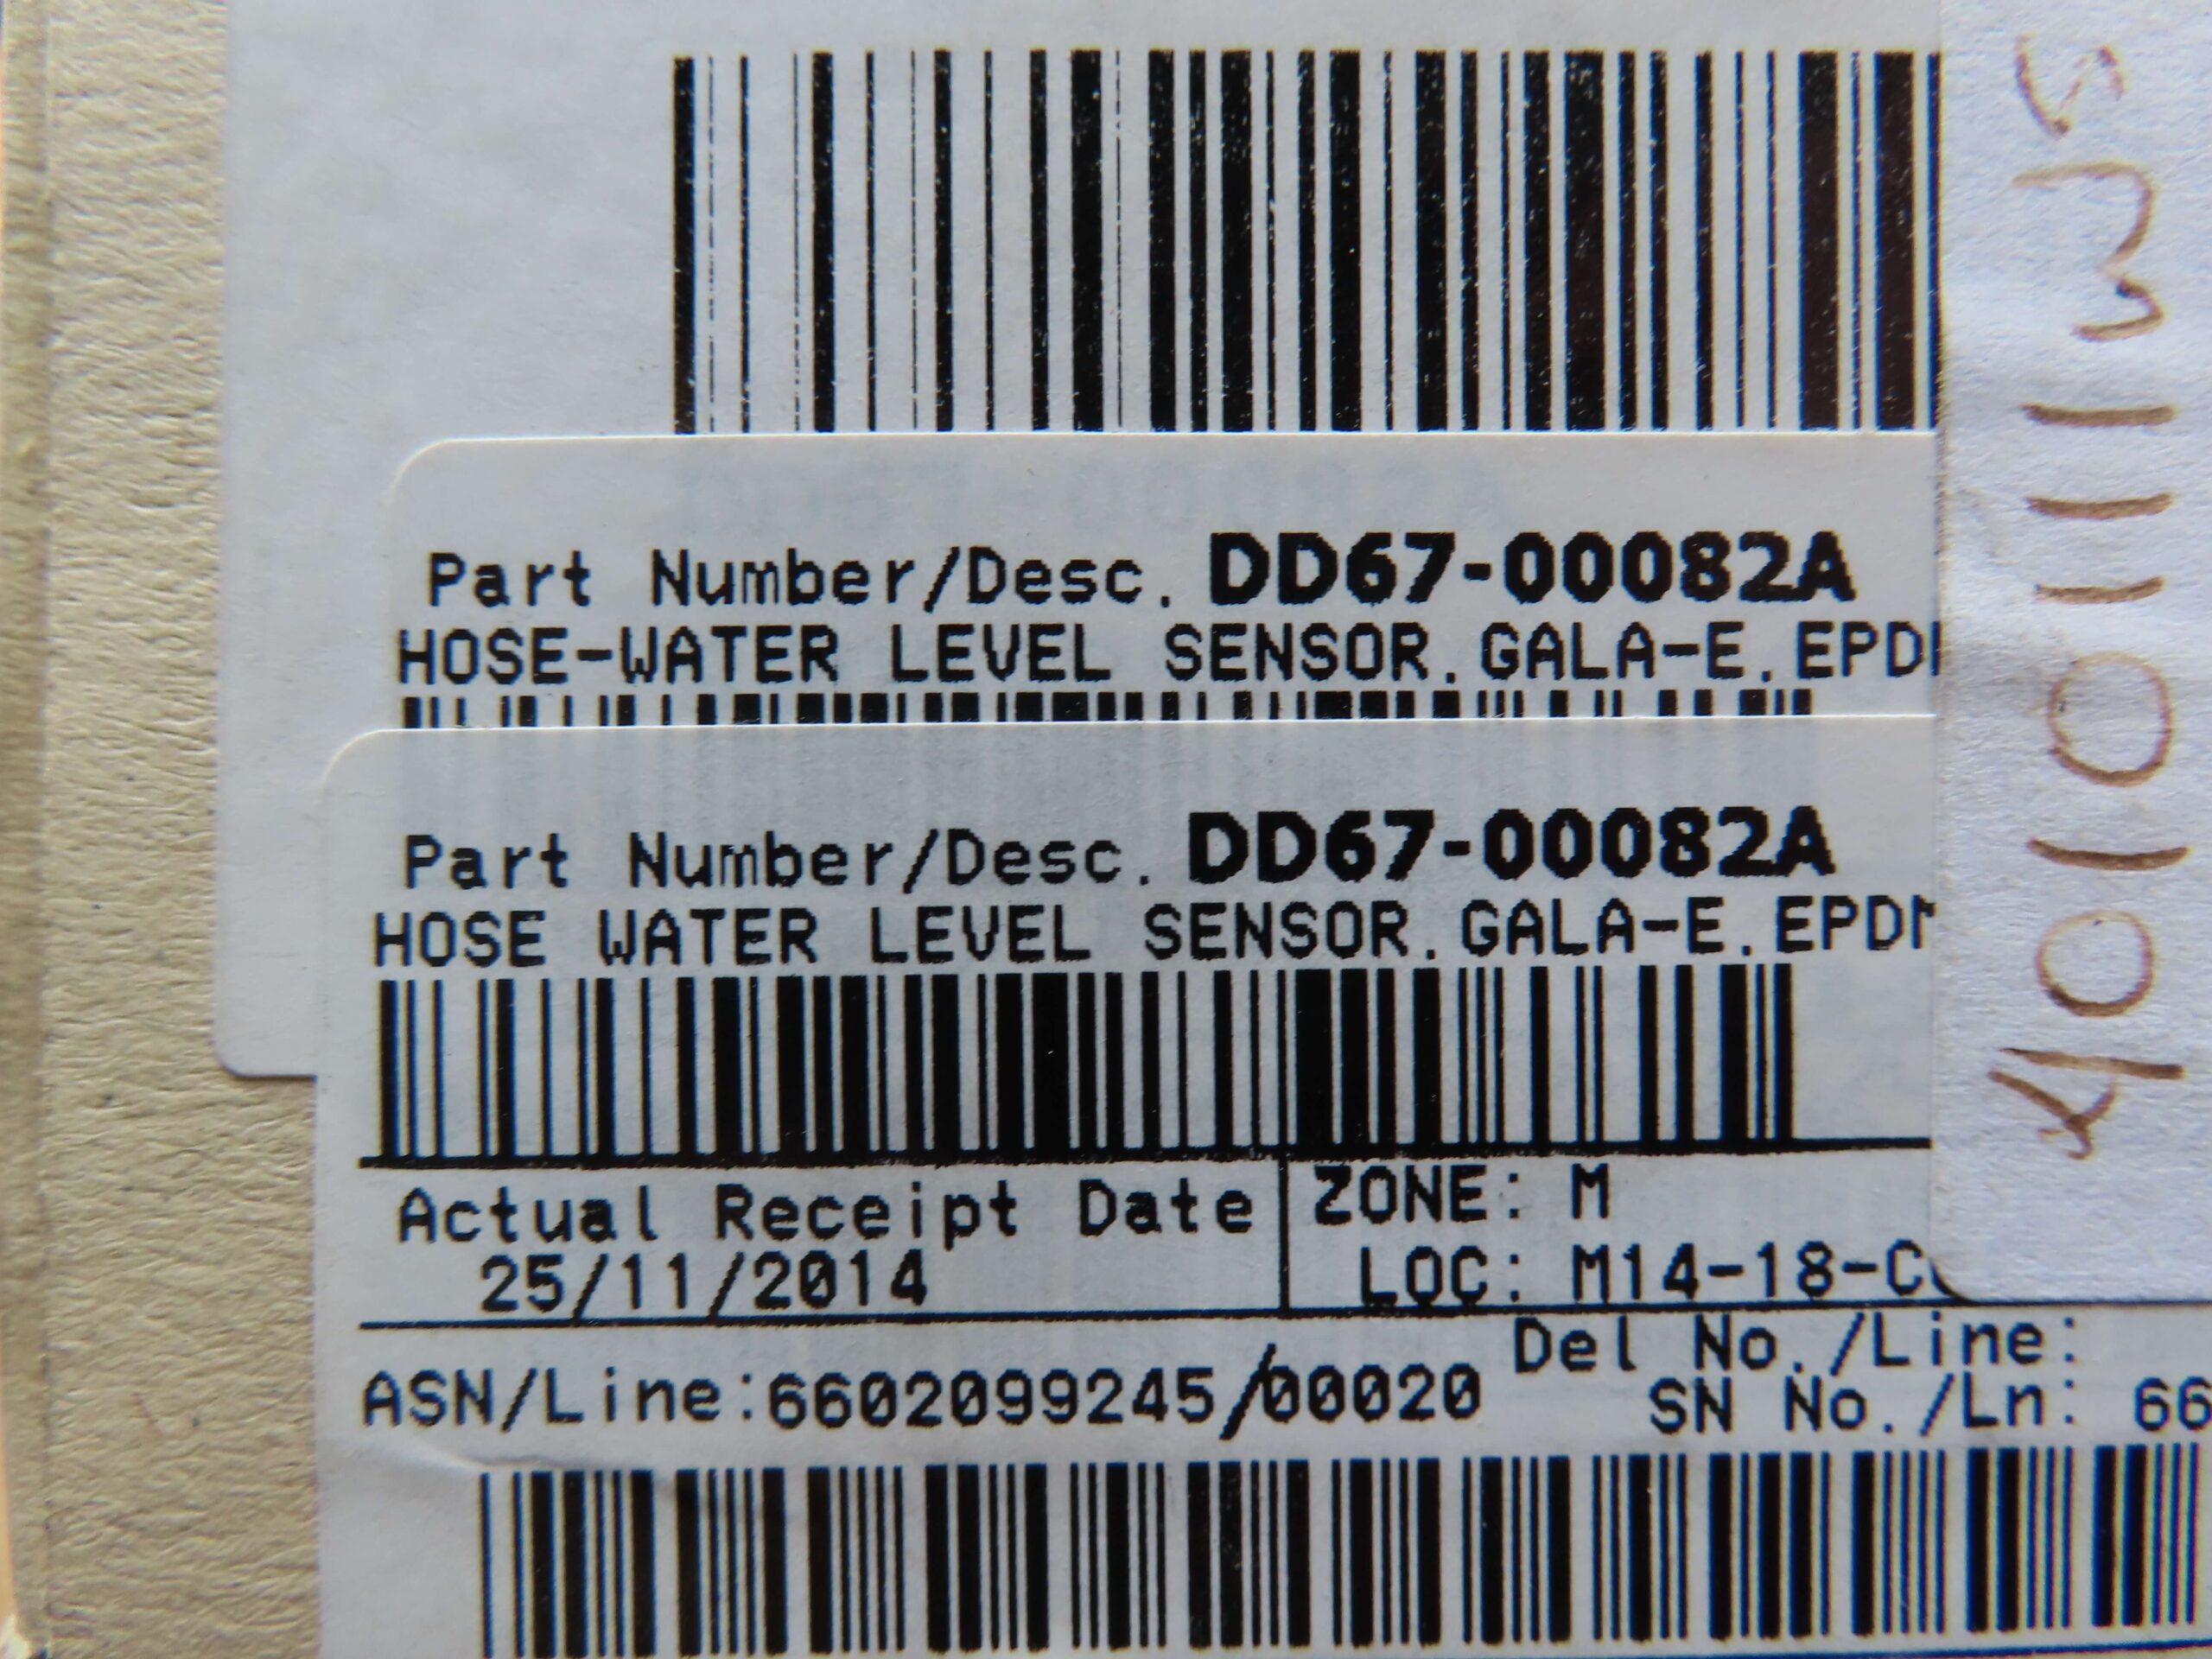 Part Number/Desc. DD67-00082A
HOSE-WATER LEVEL SENSOR.GALA-E.EPD
Part Number/Desc. DD67-00082A
HOSE WATER LEVEL SENSOR.GALA-E.EPDM
Actual Receipt Date
25/11/2014
ZONE: M
LOC: M14-18-C
ASN/Line:6602099245/00020
Del No./Line:
SN No./Ln: 66